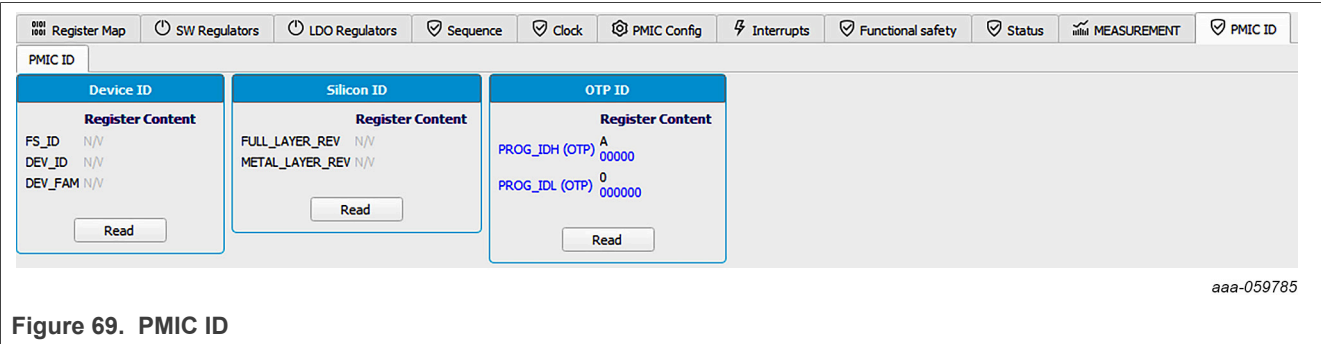 0101 1001 Register Map SW Regulators LDO Regulators Sequence Clock PMIC Config Interrupts Functional safety Status MEASUREMENT PMIC ID
PMIC ID
Device ID
Register Content
FS_ID N/V
DEV_ID N/V
DEV_FAM N/V
Read
Silicon ID
Register Content
FULL_LAYER_REV N/V
METAL_LAYER_REV N/V
Read
OTP ID
Register Content
PROG_IDH (OTP) A
00000
PROG_IDL (OTP) 0
000000
Read
aaa-059785
Figure 69. PMIC ID